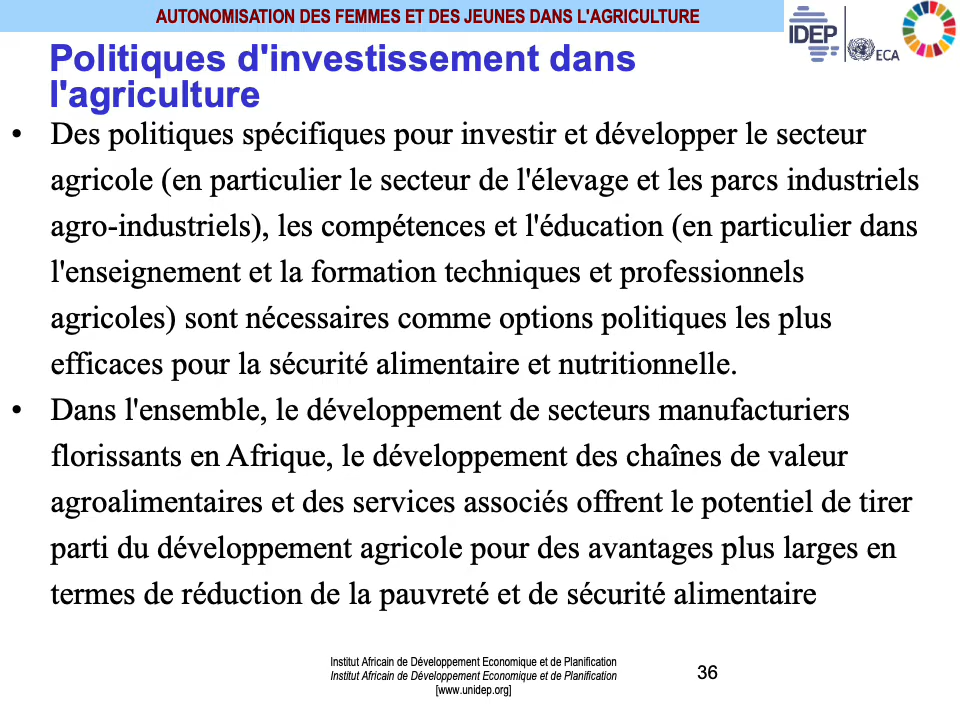 AUTONOMISATION DES FEMMES ET DES JEUNES DANS L'AGRICULTURE
IDEP
ECA
Politiques d'investissement dans
l'agriculture
• Des politiques spécifiques pour investir et développer le secteur
agricole (en particulier le secteur de l'élevage et les parcs industriels
agro-industriels), les compétences et l'éducation (en particulier dans
l'enseignement et la formation techniques et professionnels
agricoles) sont nécessaires comme options politiques les plus
efficaces pour la sécurité alimentaire et nutritionnelle.
• Dans l'ensemble, le développement de secteurs manufacturiers
florissants en Afrique, le développement des chaînes de valeur
agroalimentaires et des services associés offrent le potentiel de tirer
parti du développement agricole pour des avantages plus larges en
termes de réduction de la pauvreté et de sécurité alimentaire
Institut Africain de Développement Economique et de Planification
Institut Africain de Développement Economique et de Planification
[www.unidep.org]
36